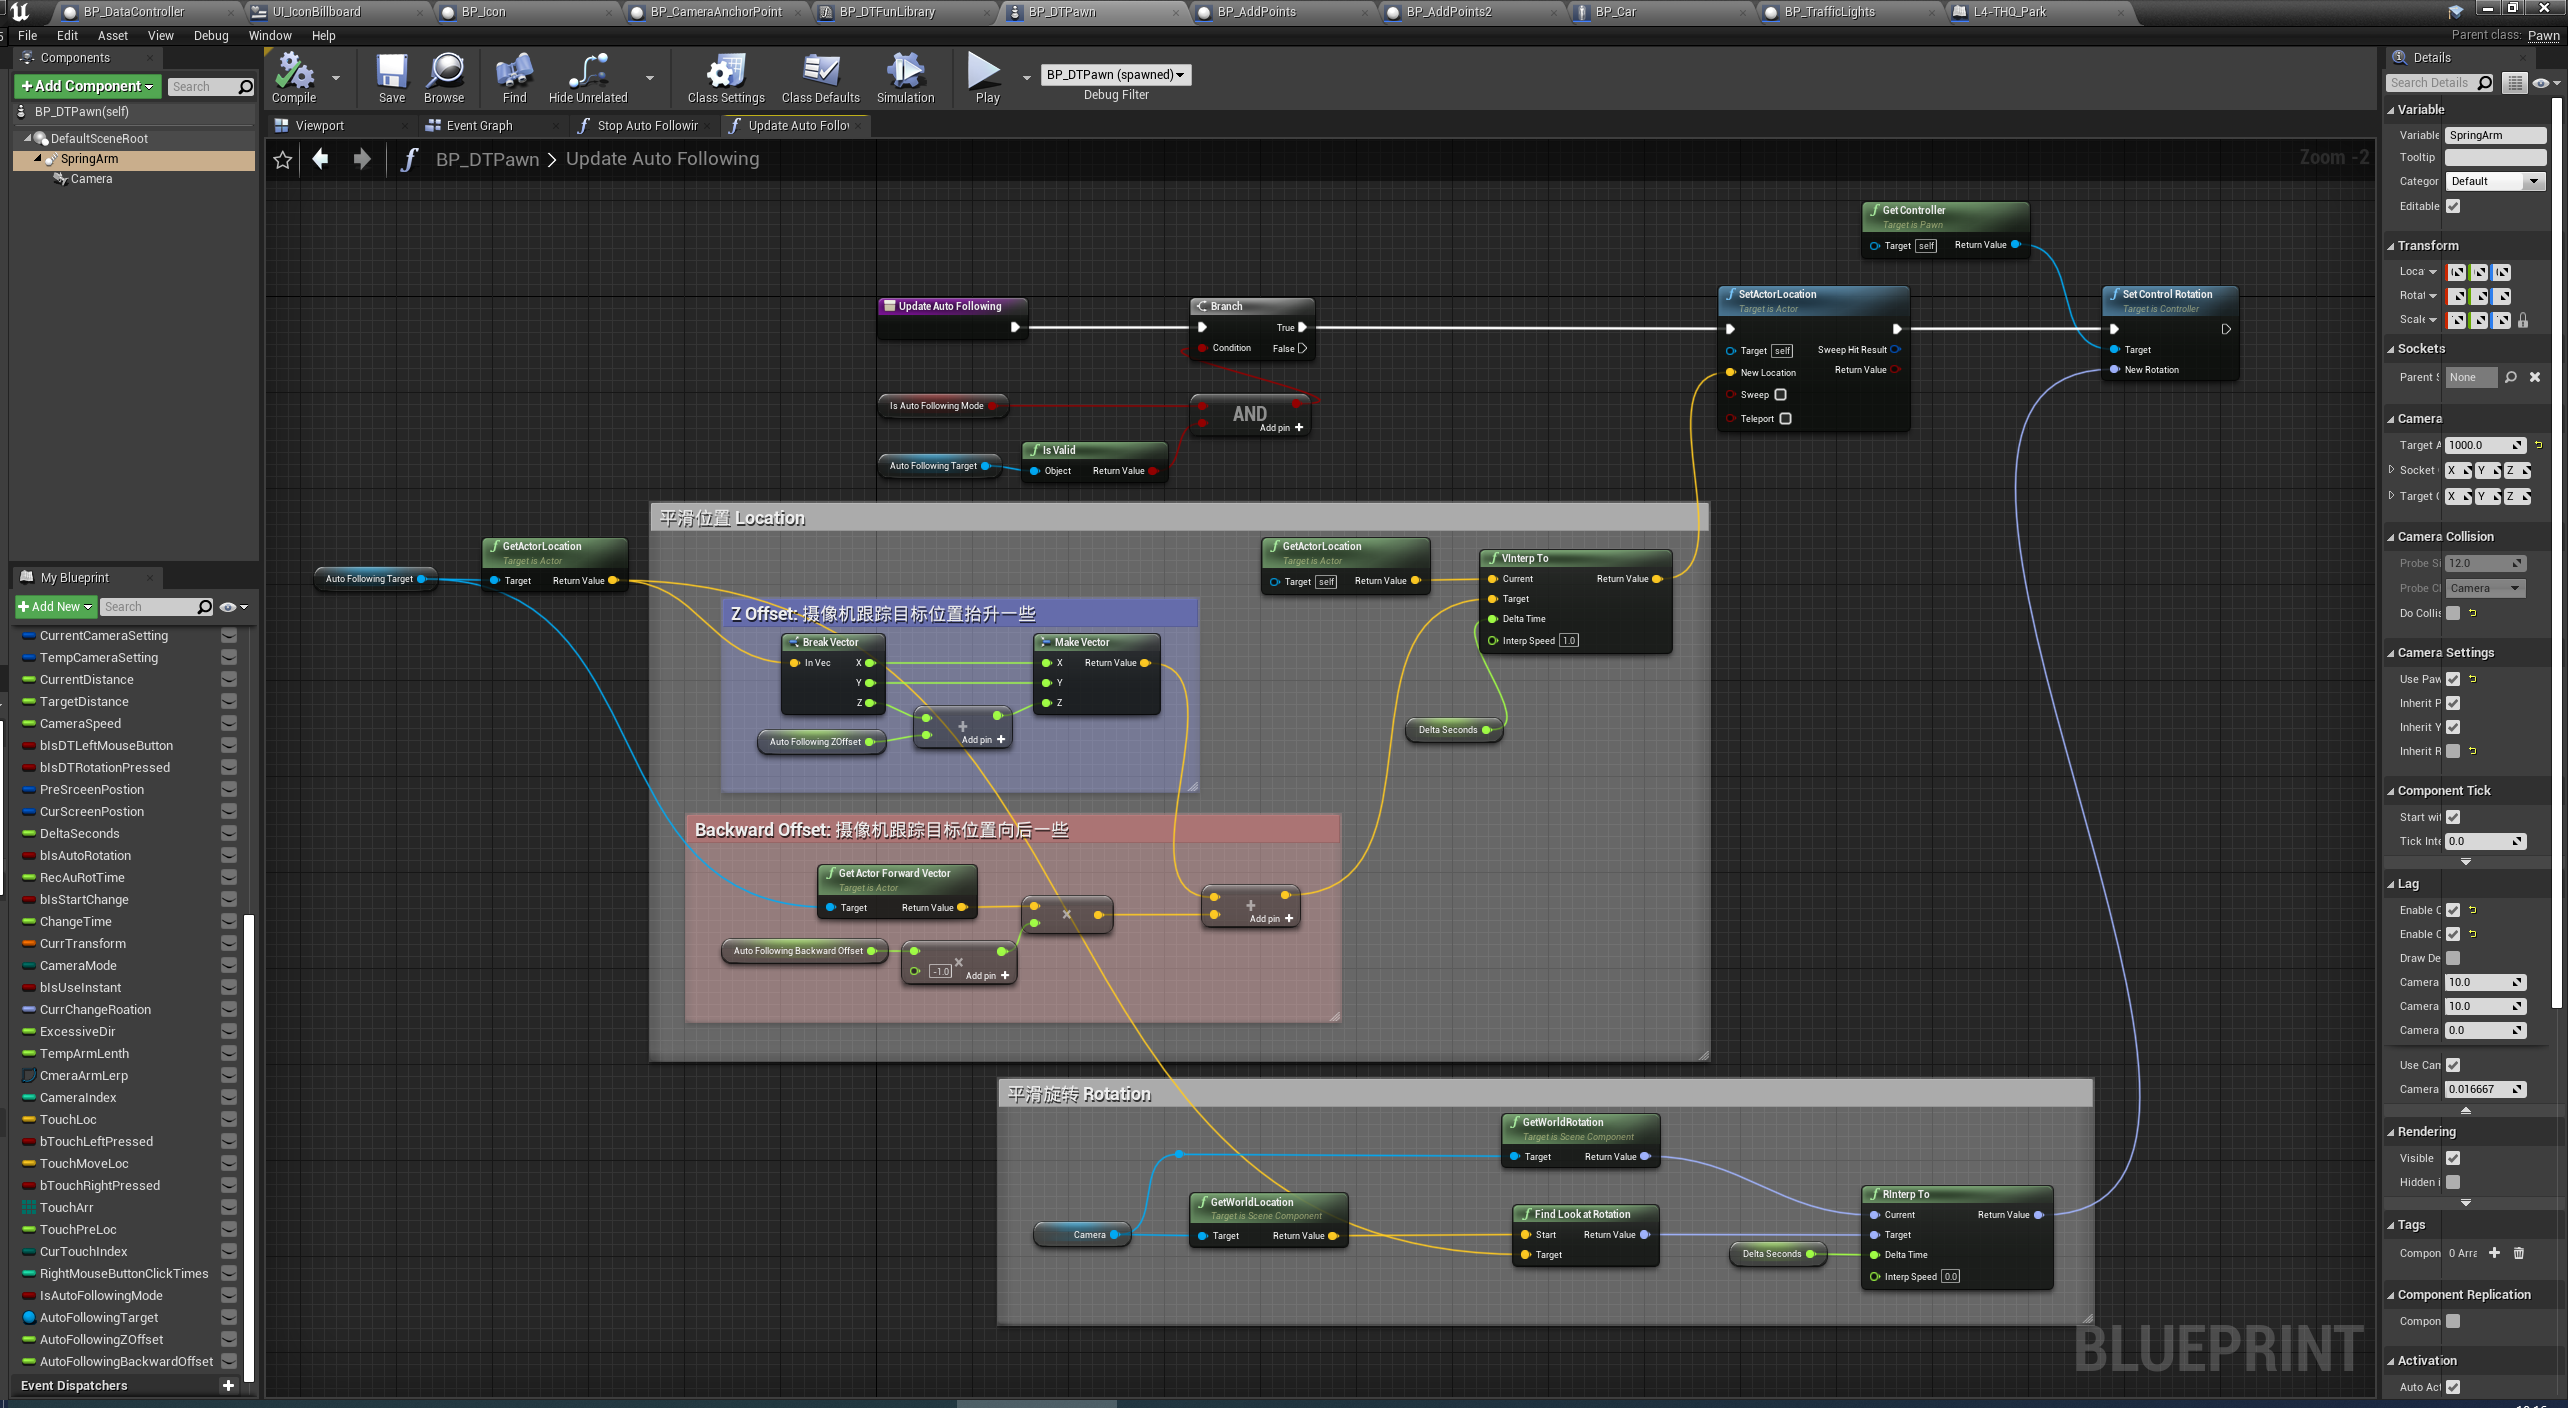 BP_DataController
UI_IconBillboard
BP_Icon
BP_CameraAnchorPoint
BP_DTFunLibrary
BP_DTPawn
BP_AddPoints
BP_AddPoints2
BP_Car
BP_TrafficLights
L4-THQ_Park
File Edit Asset View Debug Window Help
Parent class: Pawn
Components
+Add Component
Search
BP_DTPawn(self)
DefaultSceneRoot
SpringArm
Camera
Compile
Save
Browse
Find
Hide Unrelated
Class Settings
Class Defaults
Simulation
Play
BP_DTPawn (spawned)
Debug Filter
Viewport
Event Graph
Stop Auto Followir
Update Auto Follo
BP_DTPawn > Update Auto Following
Zoom -2
Get Controller
Target is Pawn
Target self Return Value
Update Auto Following
Branch
True
Condition False
SetActorLocation
Target is Actor
Target self Sweep Hit Result
New Location Return Value
Sweep
Teleport
Set Control Rotation
Target is Controller
Target
New Rotation
Is Auto Following Mode
AND
Add pin +
Auto Following Target
Is Valid
Object Return Value
平滑位置 Location
Auto Following Target
GetActorLocation
Target is Actor
Target Return Value
GetActorLocation
Target is Actor
Target self Return Value
VInterp To
Current Return Value
Target
Delta Time
Interp Speed 1.0
Z Offset: 摄像机跟踪目标位置抬升一些
Break Vector
In Vec X
Y
Z
Make Vector
X Return Value
Y
Z
+
Add pin +
Auto Following ZOffset
Delta Seconds
Backward Offset: 摄像机跟踪目标位置向后一些
Get Actor Forward Vector
Target is Actor
Target Return Value
×
+
Add pin +
Auto Following Backward Offset
-1.0 × Add pin +
平滑旋转 Rotation
GetWorldRotation
Target is Scene Component
Target Return Value
Camera
GetWorldLocation
Target is Scene Component
Target Return Value
Find Look at Rotation
Start Return Value
Target
Delta Seconds
RInterp To
Current Return Value
Target
Delta Time
Interp Speed 0.0
BLUEPRINT
My Blueprint
+Add New
Search
CurrentCameraSetting
TempCameraSetting
CurrentDistance
TargetDistance
CameraSpeed
bIsDTLeftMouseButton
bIsDTRotationPressed
PreSrceenPostion
CurScreenPostion
DeltaSeconds
bIsAutoRotation
RecAuRotTime
bIsStartChange
ChangeTime
CurrTransform
CameraMode
bIsUseInstant
CurrChangeRoation
ExcessiveDir
TempArmLenth
CmeraArmLerp
CameraIndex
TouchLoc
bTouchLeftPressed
TouchMoveLoc
bTouchRightPressed
TouchArr
TouchPreLoc
CurTouchIndex
RightMouseButtonClickTimes
IsAutoFollowingMode
AutoFollowingTarget
AutoFollowingZOffset
AutoFollowingBackwardOffset
Event Dispatchers +
Details
Search Details
Variable
Variable SpringArm
Tooltip
Categor Default
Editable
Transform
Loca
Rotat
Scale
Sockets
Parent S None
Camera
Target A 1000.0
Socket X Y Z
Target X Y Z
Camera Collision
Probe Si 12.0
Probe Cl Camera
Do Collis
Camera Settings
Use Paw
Inherit P
Inherit Y
Inherit R
Component Tick
Start wit
Tick Inte 0.0
Lag
Enable C
Enable C
Draw De
Camera 10.0
Camera 10.0
Camera 0.0
Use Cam
Camera 0.016667
Rendering
Visible
Hidden i
Tags
Compon 0 Arra
Component Replication
Compon
Activation
Auto Act